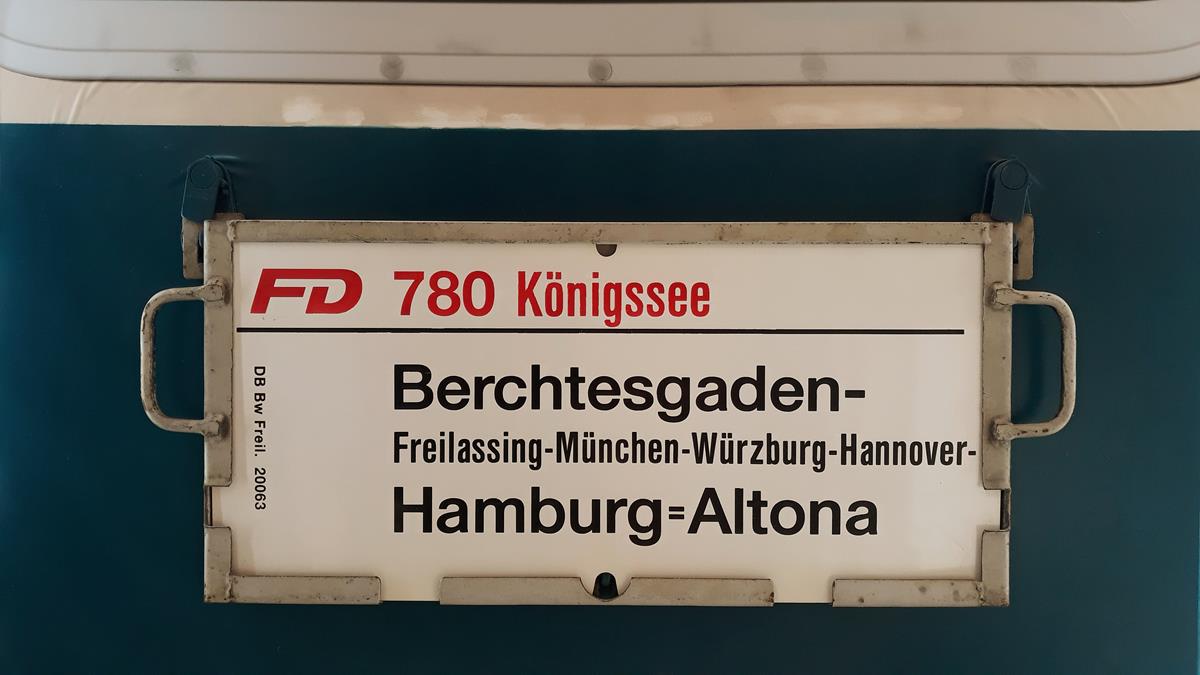 FD 780 Königssee
Berchtesgaden-
Freilassing-München-Würzburg-Hannover-
Hamburg=Altona
DB Bw Freil. 20063